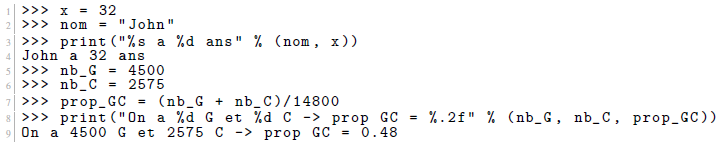 1 >>> x = 32
2 >>> nom = "John"
3 >>> print("%s a %d ans" % (nom, x))
4 John a 32 ans
5 >>> nb_G = 4500
6 >>> nb_C = 2575
7 >>> prop_GC = (nb_G + nb_C)/14800
8 >>> print("On a %d G et %d C -> prop GC = %.2f" % (nb_G, nb_C, prop_GC))
9 On a 4500 G et 2575 C -> prop GC = 0.48